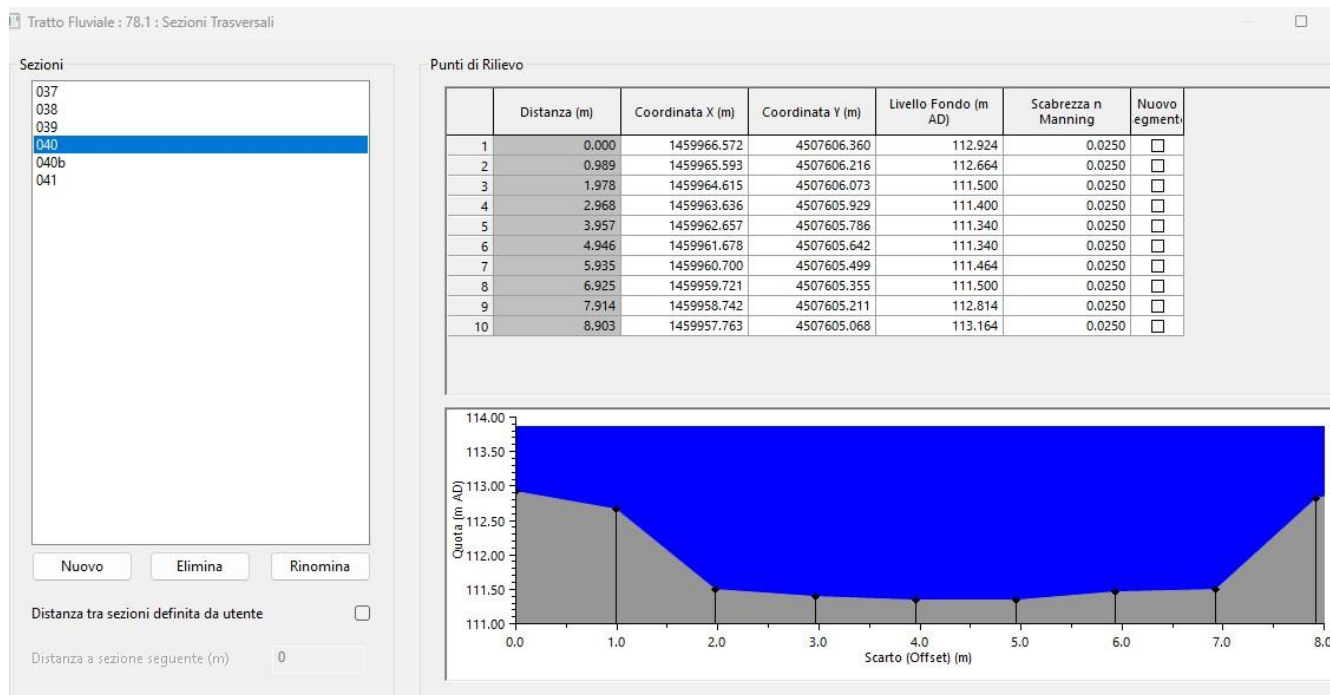 Tratto Fluviale : 78.1 : Sezioni Trasversali
Sezioni
037
038
039
040
040b
041
Nuovo Elimina Rinomina
Distanza tra sezioni definita da utente
Distanza a sezione seguente (m) 0
Punti di Rilievo
Distanza (m) Coordinata X (m) Coordinata Y (m) Livello Fondo (m AD) Scabrezza n Manning Nuovo egment
1 0.000 1459966.572 4507606.360 112.924 0.0250
2 0.989 1459965.593 4507606.216 112.664 0.0250
3 1.978 1459964.615 4507606.073 111.500 0.0250
4 2.968 1459963.636 4507605.929 111.400 0.0250
5 3.957 1459962.657 4507605.786 111.340 0.0250
6 4.946 1459961.678 4507605.642 111.340 0.0250
7 5.935 1459960.700 4507605.499 111.464 0.0250
8 6.925 1459959.721 4507605.355 111.500 0.0250
9 7.914 1459958.742 4507605.211 112.814 0.0250
10 8.903 1459957.763 4507605.068 113.164 0.0250
Quota (m AD)
114.00
113.50
113.00
112.50
112.00
111.50
111.00
0.0 1.0 2.0 3.0 4.0 5.0 6.0 7.0 8.0
Scarto (Offset) (m)